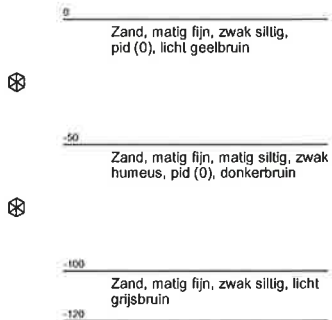 0
Zand, matig fijn, zwak siltig,
pid (0), licht geelbruin
-50
Zand, matig fijn, matig siltig, zwak
humeus, pid (0), donkerbruin
-100
Zand, matig fijn, zwak siltig, licht
grijsbruin
-120